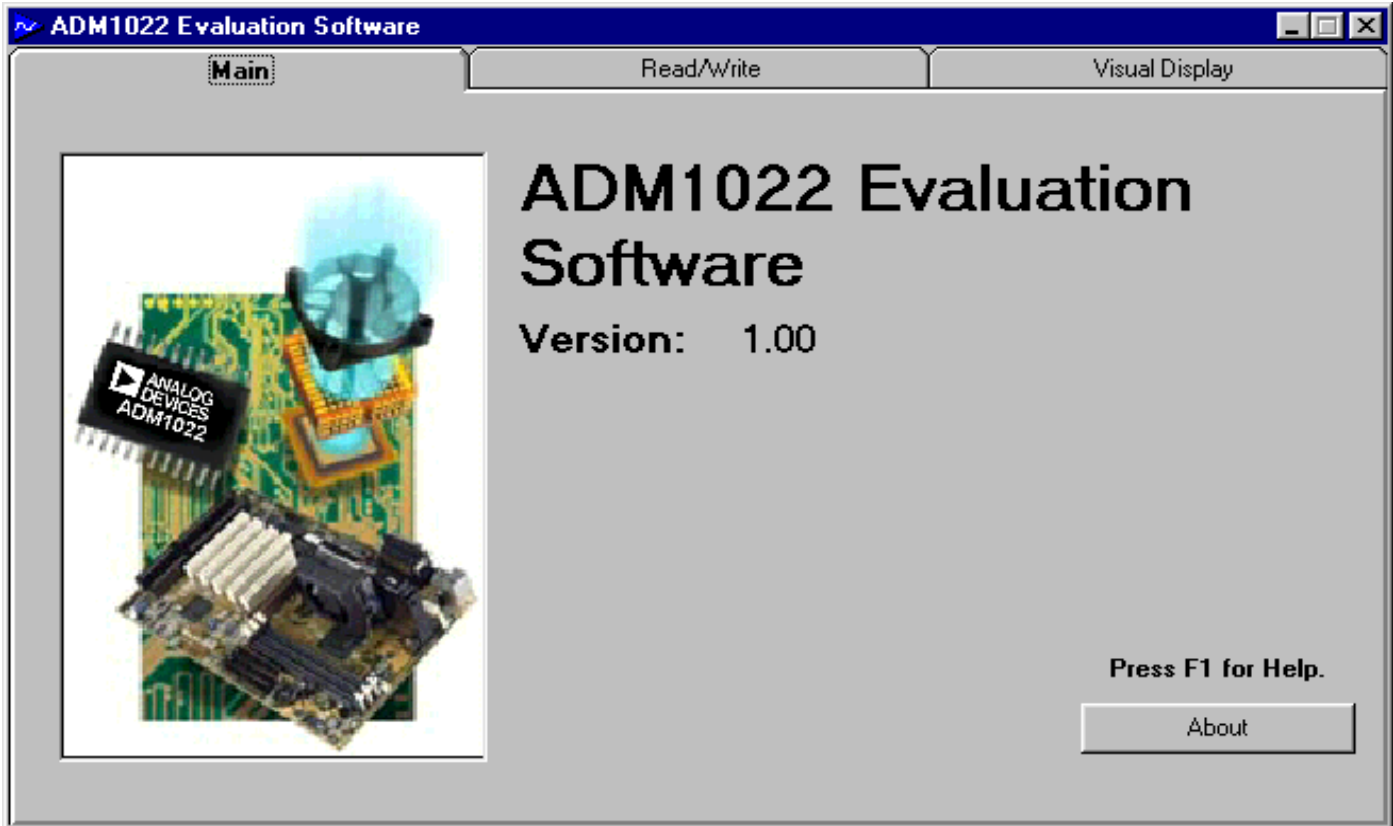 ADM1022 Evaluation Software
Main
Read/Write
Visual Display
ADM1022 Evaluation
Software
Version: 1.00
ANALOG
DEVICES
ADM1022
Press F1 for Help.
About